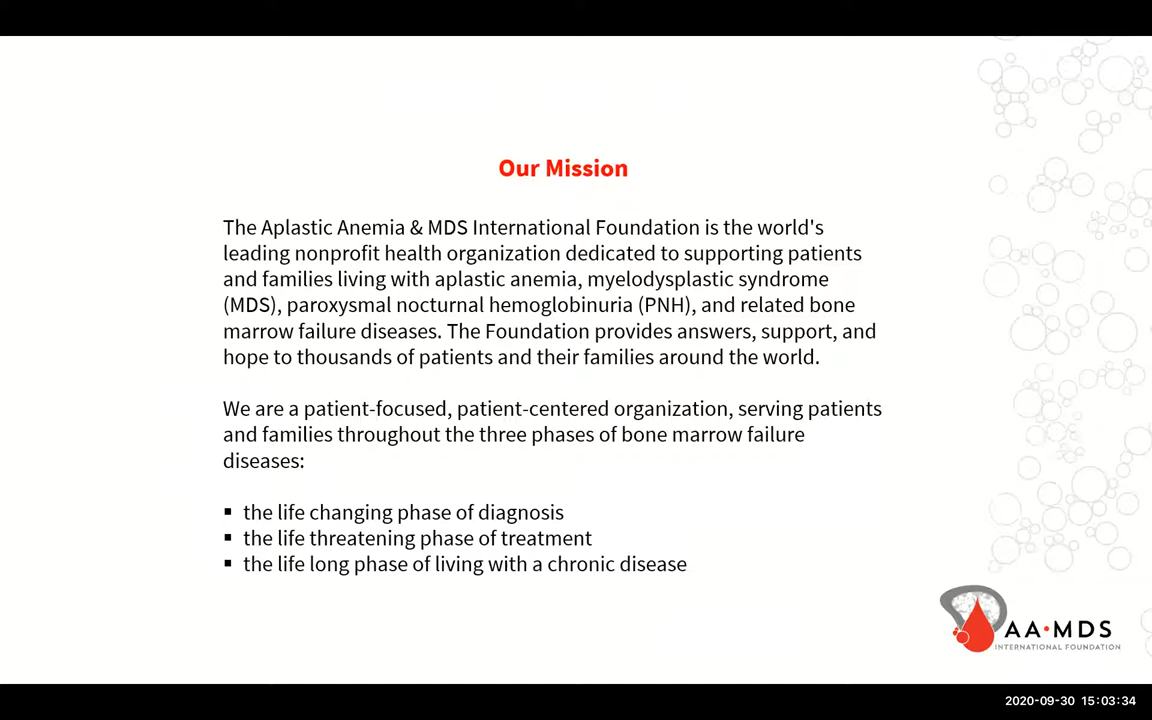 Our Mission
The Aplastic Anemia & MDS International Foundation is the world's
leading nonprofit health organization dedicated to supporting patients
and families living with aplastic anemia, myelodysplastic syndrome
(MDS), paroxysmal nocturnal hemoglobinuria (PNH), and related bone
marrow failure diseases. The Foundation provides answers, support, and
hope to thousands of patients and their families around the world.
We are a patient-focused, patient-centered organization, serving patients
and families throughout the three phases of bone marrow failure
diseases:
▪ the life changing phase of diagnosis
▪ the life threatening phase of treatment
▪ the life long phase of living with a chronic disease
AA•MDS
INTERNATIONAL FOUNDATION
2020-09-30 15:03:34